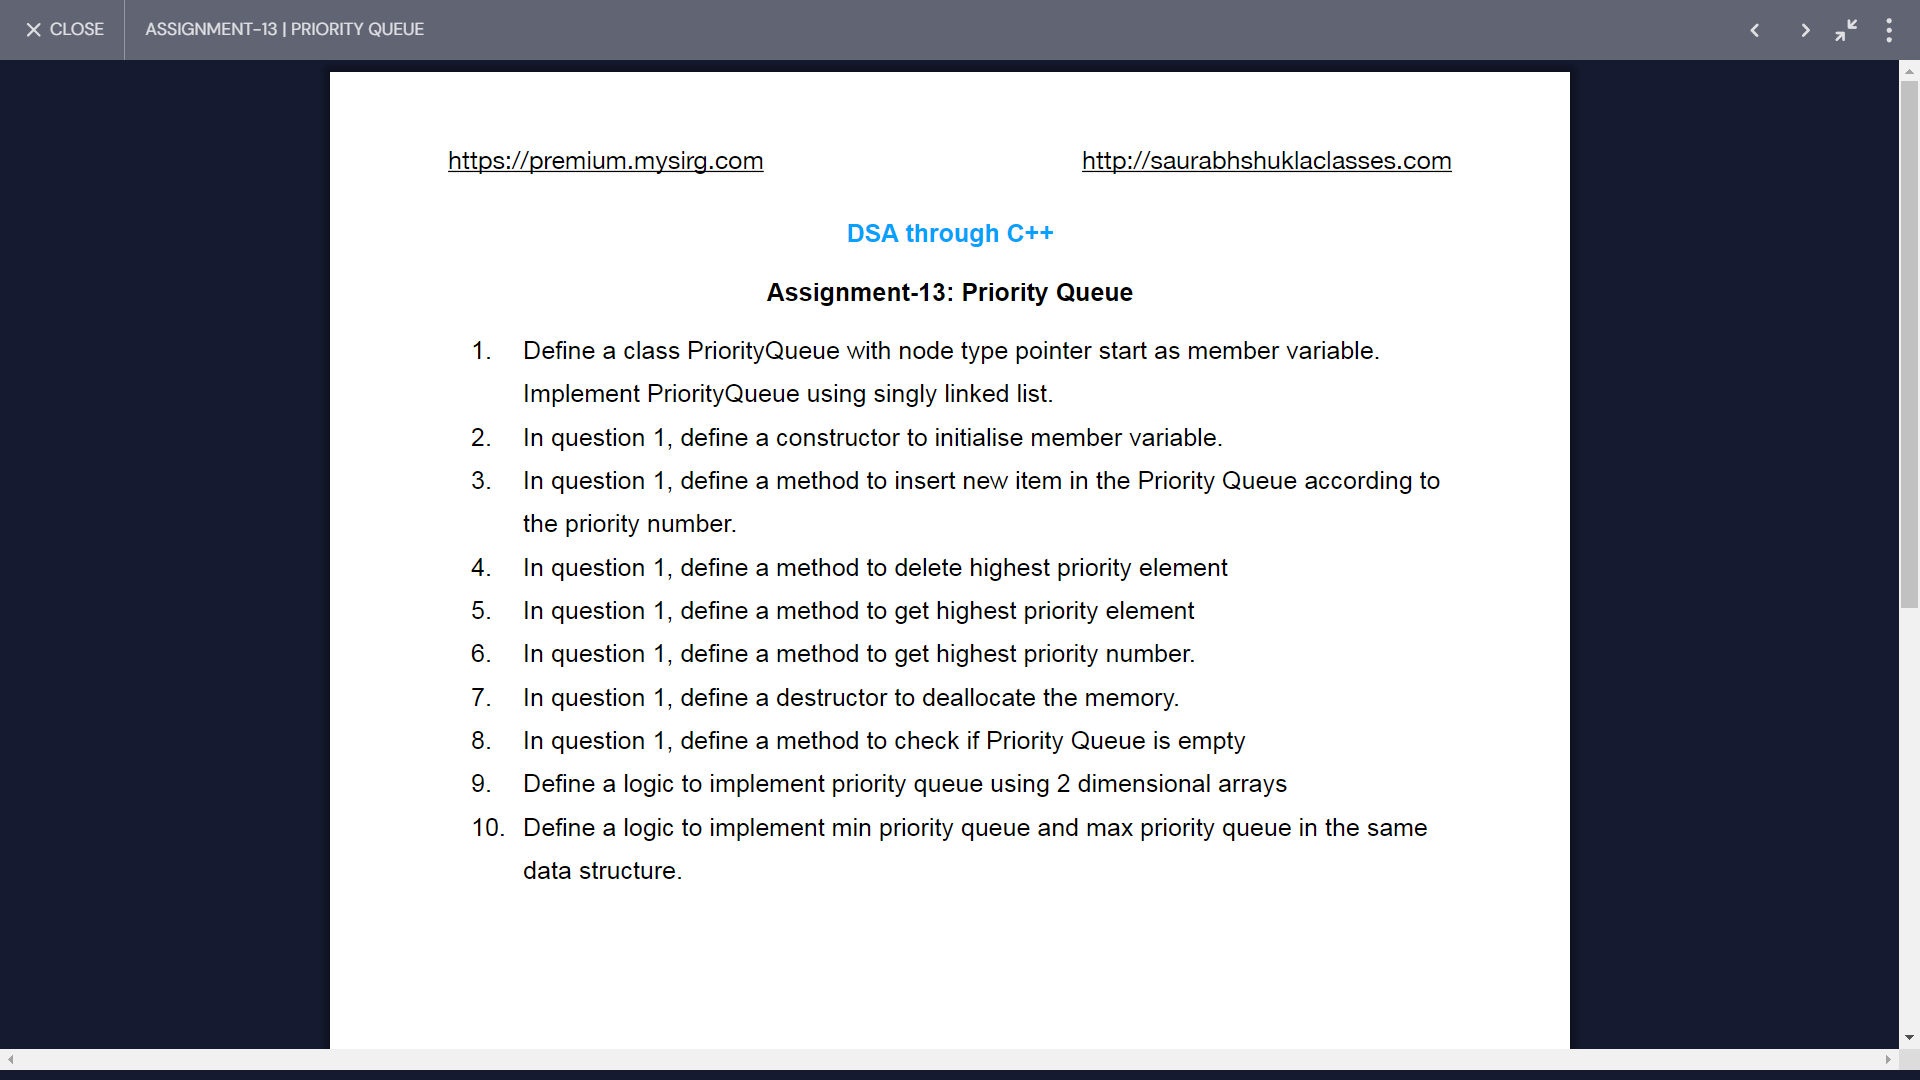 CLOSE ASSIGNMENT-13 | PRIORITY QUEUE
https://premium.mysirg.com http://saurabhshuklaclasses.com
DSA through C++
Assignment-13: Priority Queue
1. Define a class PriorityQueue with node type pointer start as member variable.
Implement PriorityQueue using singly linked list.
2. In question 1, define a constructor to initialise member variable.
3. In question 1, define a method to insert new item in the Priority Queue according to
the priority number.
4. In question 1, define a method to delete highest priority element
5. In question 1, define a method to get highest priority element
6. In question 1, define a method to get highest priority number.
7. In question 1, define a destructor to deallocate the memory.
8. In question 1, define a method to check if Priority Queue is empty
9. Define a logic to implement priority queue using 2 dimensional arrays
10. Define a logic to implement min priority queue and max priority queue in the same
data structure.